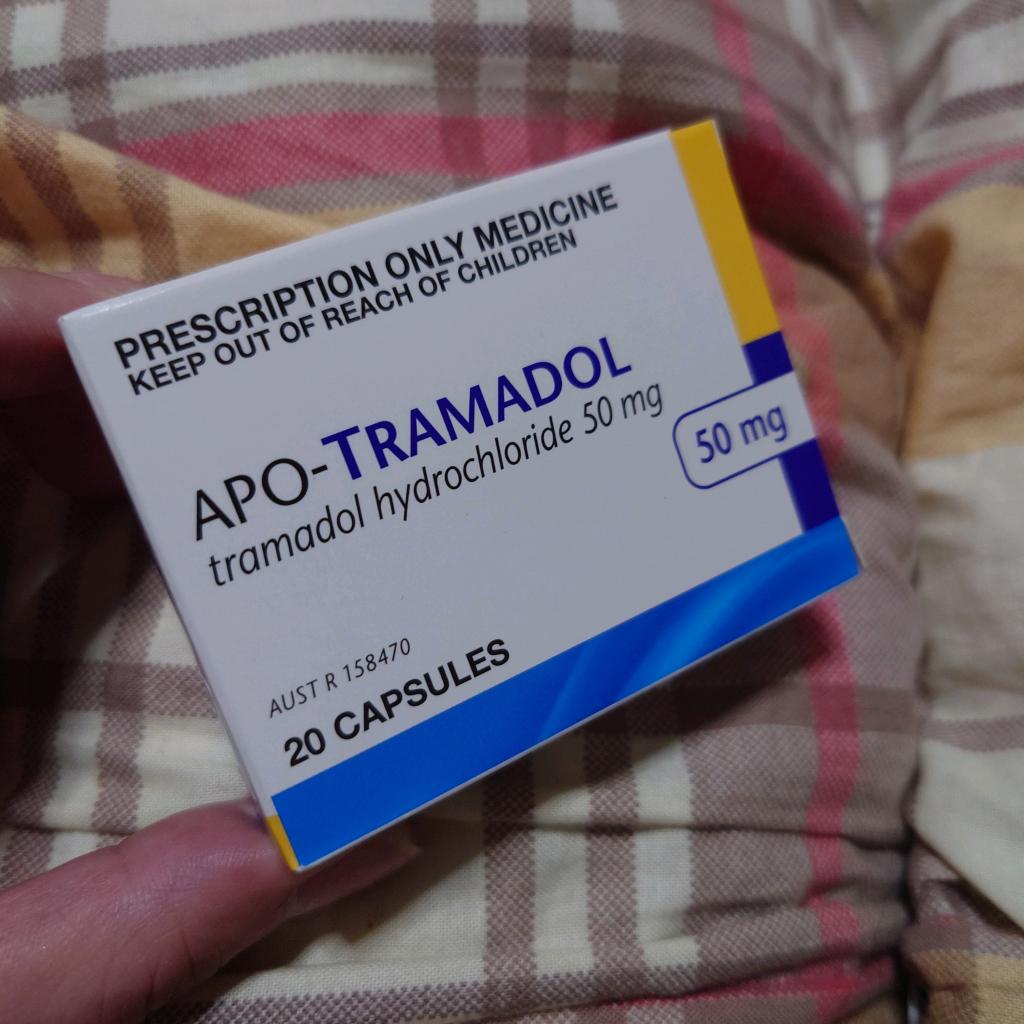 PRESCRIPTION ONLY MEDICINE
KEEP OUT OF REACH OF CHILDREN
APO-TRAMADOL
tramadol hydrochloride 50 mg
50 mg
AUST R 158470
20 CAPSULES